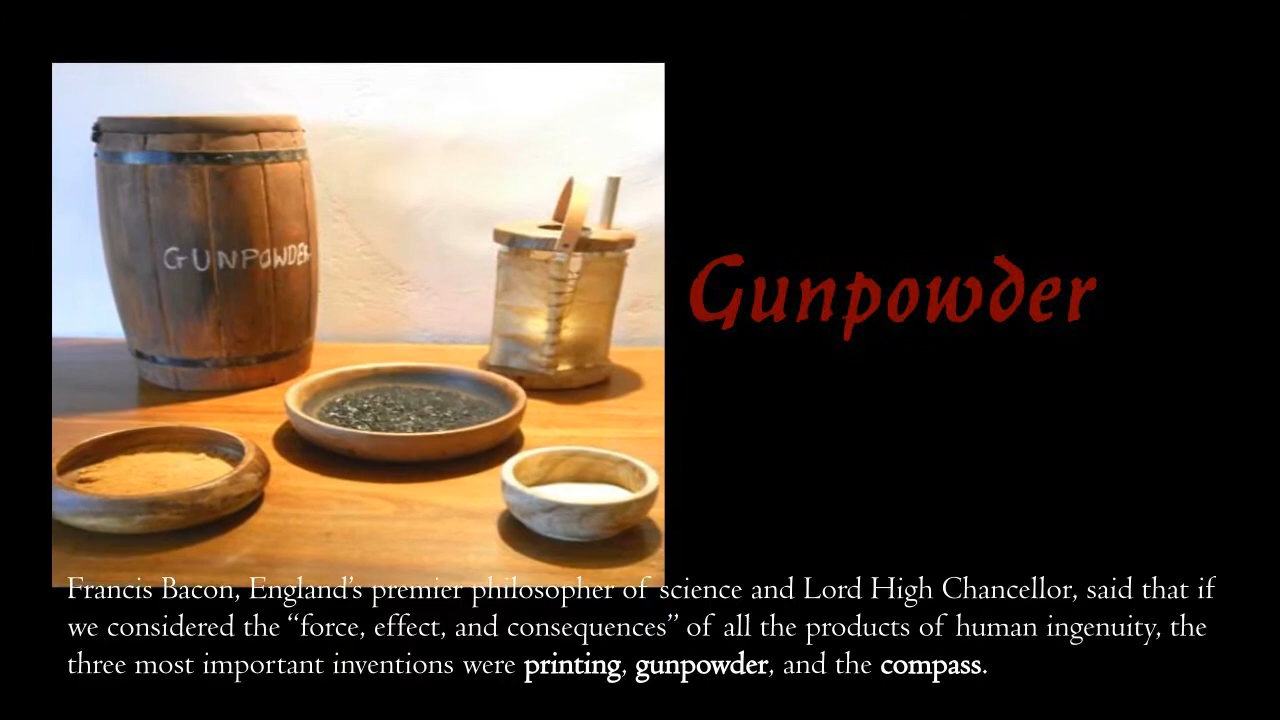 GUNPOWDER
Gunpowder
Francis Bacon, England’s premier philosopher of science and Lord High Chancellor, said that if
we considered the “force, effect, and consequences” of all the products of human ingenuity, the
three most important inventions were printing, gunpowder, and the compass.